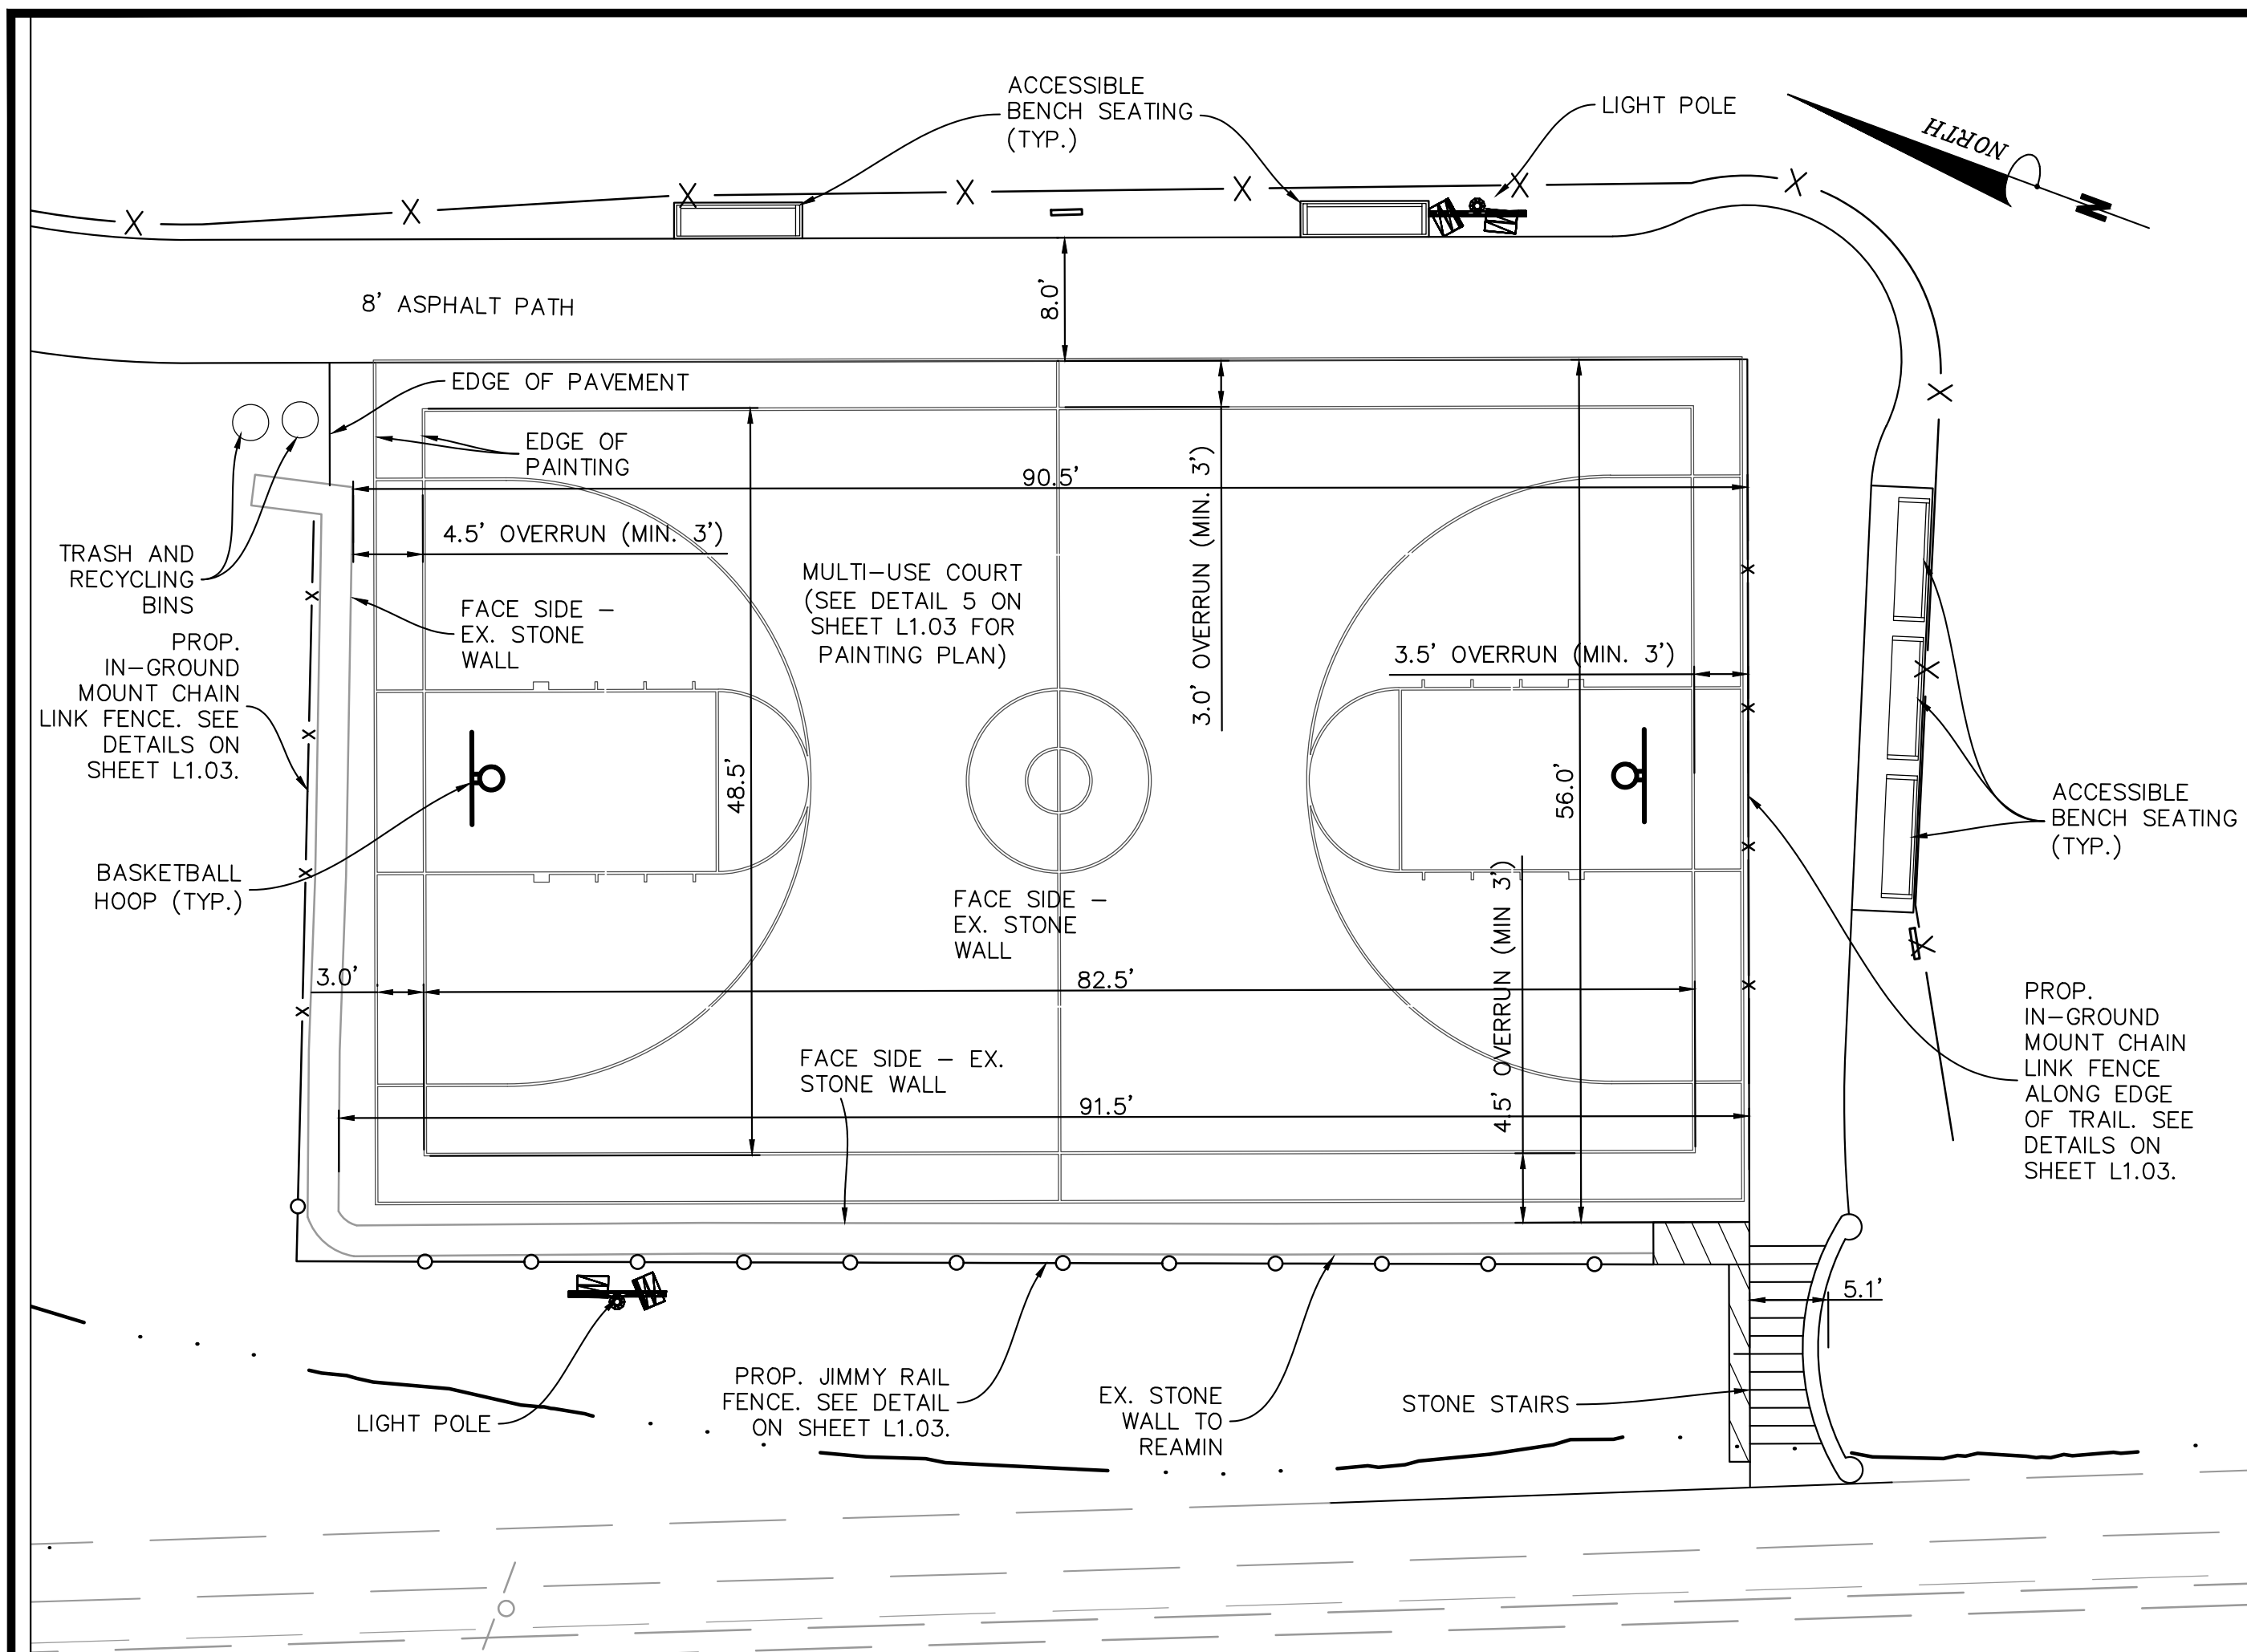 ACCESSIBLE
BENCH SEATING
(TYP.)
LIGHT POLE
NORTH
N
8' ASPHALT PATH
8.0'
EDGE OF PAVEMENT
EDGE OF
PAINTING
90.5'
4.5' OVERRUN (MIN. 3')
3.0' OVERRUN (MIN. 3')
TRASH AND
RECYCLING
BINS
FACE SIDE –
EX. STONE
WALL
MULTI–USE COURT
(SEE DETAIL 5 ON
SHEET L1.03 FOR
PAINTING PLAN)
3.5' OVERRUN (MIN. 3')
PROP.
IN–GROUND
MOUNT CHAIN
LINK FENCE. SEE
DETAILS ON
SHEET L1.03.
48.5'
56.0'
ACCESSIBLE
BENCH SEATING
(TYP.)
BASKETBALL
HOOP (TYP.)
FACE SIDE –
EX. STONE
WALL
4.5' OVERRUN (MIN 3')
3.0'
82.5'
PROP.
IN–GROUND
MOUNT CHAIN
LINK FENCE
ALONG EDGE
OF TRAIL. SEE
DETAILS ON
SHEET L1.03.
FACE SIDE – EX.
STONE WALL
91.5'
5.1'
LIGHT POLE
PROP. JIMMY RAIL
FENCE. SEE DETAIL
ON SHEET L1.03.
EX. STONE
WALL TO
REAMIN
STONE STAIRS